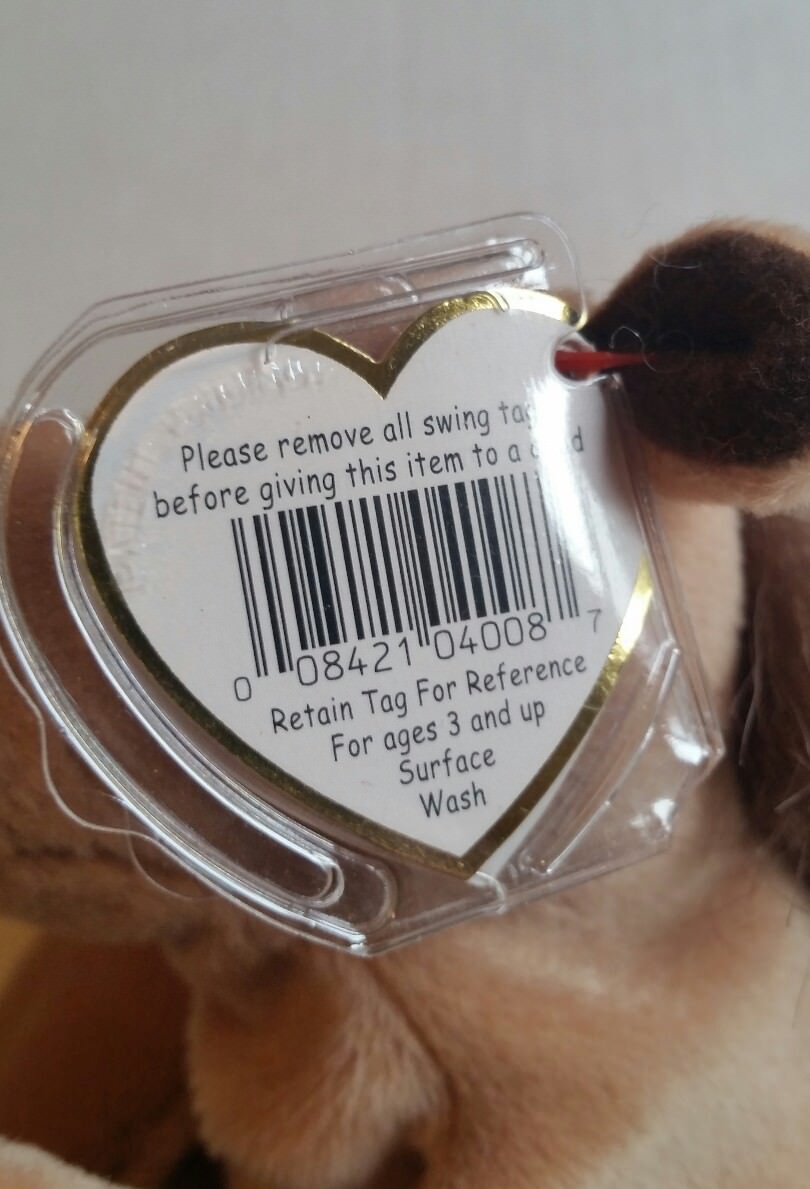 Please remove all swing tag
before giving this item to a
0 08421 04008 7
Retain Tag For Reference
For ages 3 and up
Surface
Wash